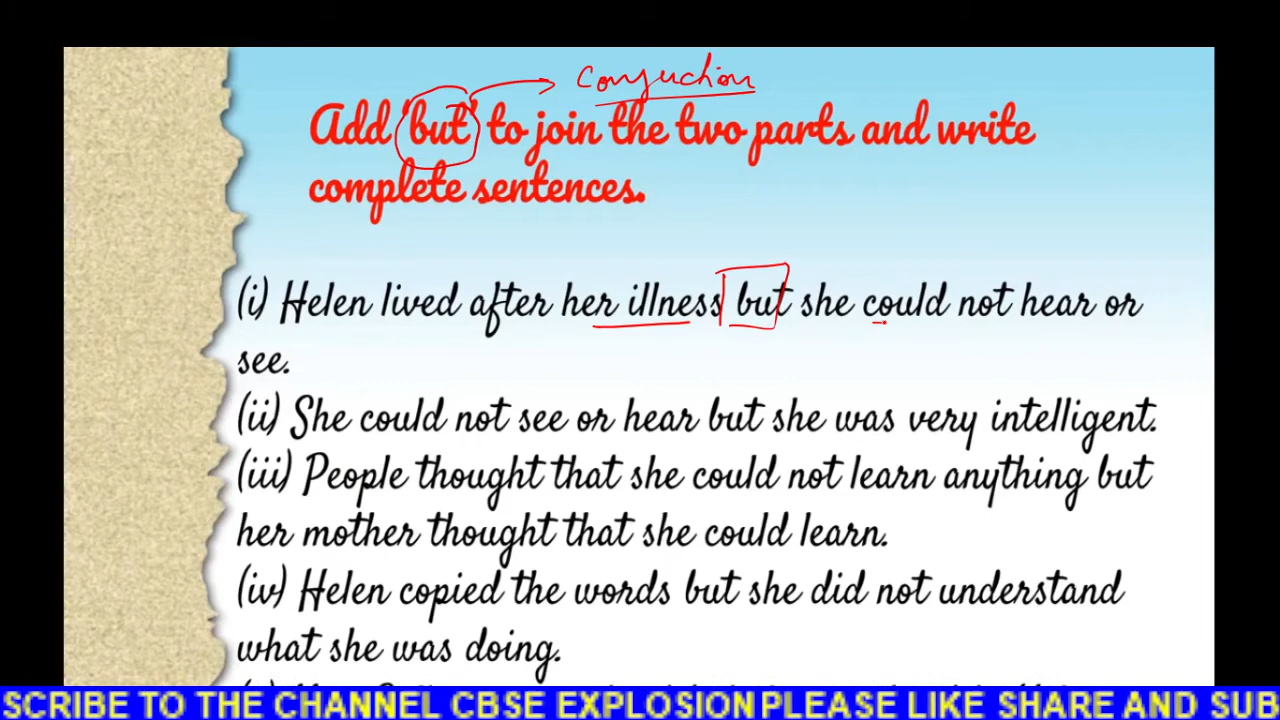 Conjuction
Add 'but' to join the two parts and write
complete sentences.
(i) Helen lived after her illness but she could not hear or
see.
(ii) She could not see or hear but she was very intelligent.
(iii) People thought that she could not learn anything but
her mother thought that she could learn.
(iv) Helen copied the words but she did not understand
what she was doing.
SCRIBE TO THE CHANNEL CBSE EXPLOSION PLEASE LIKE SHARE AND SUB